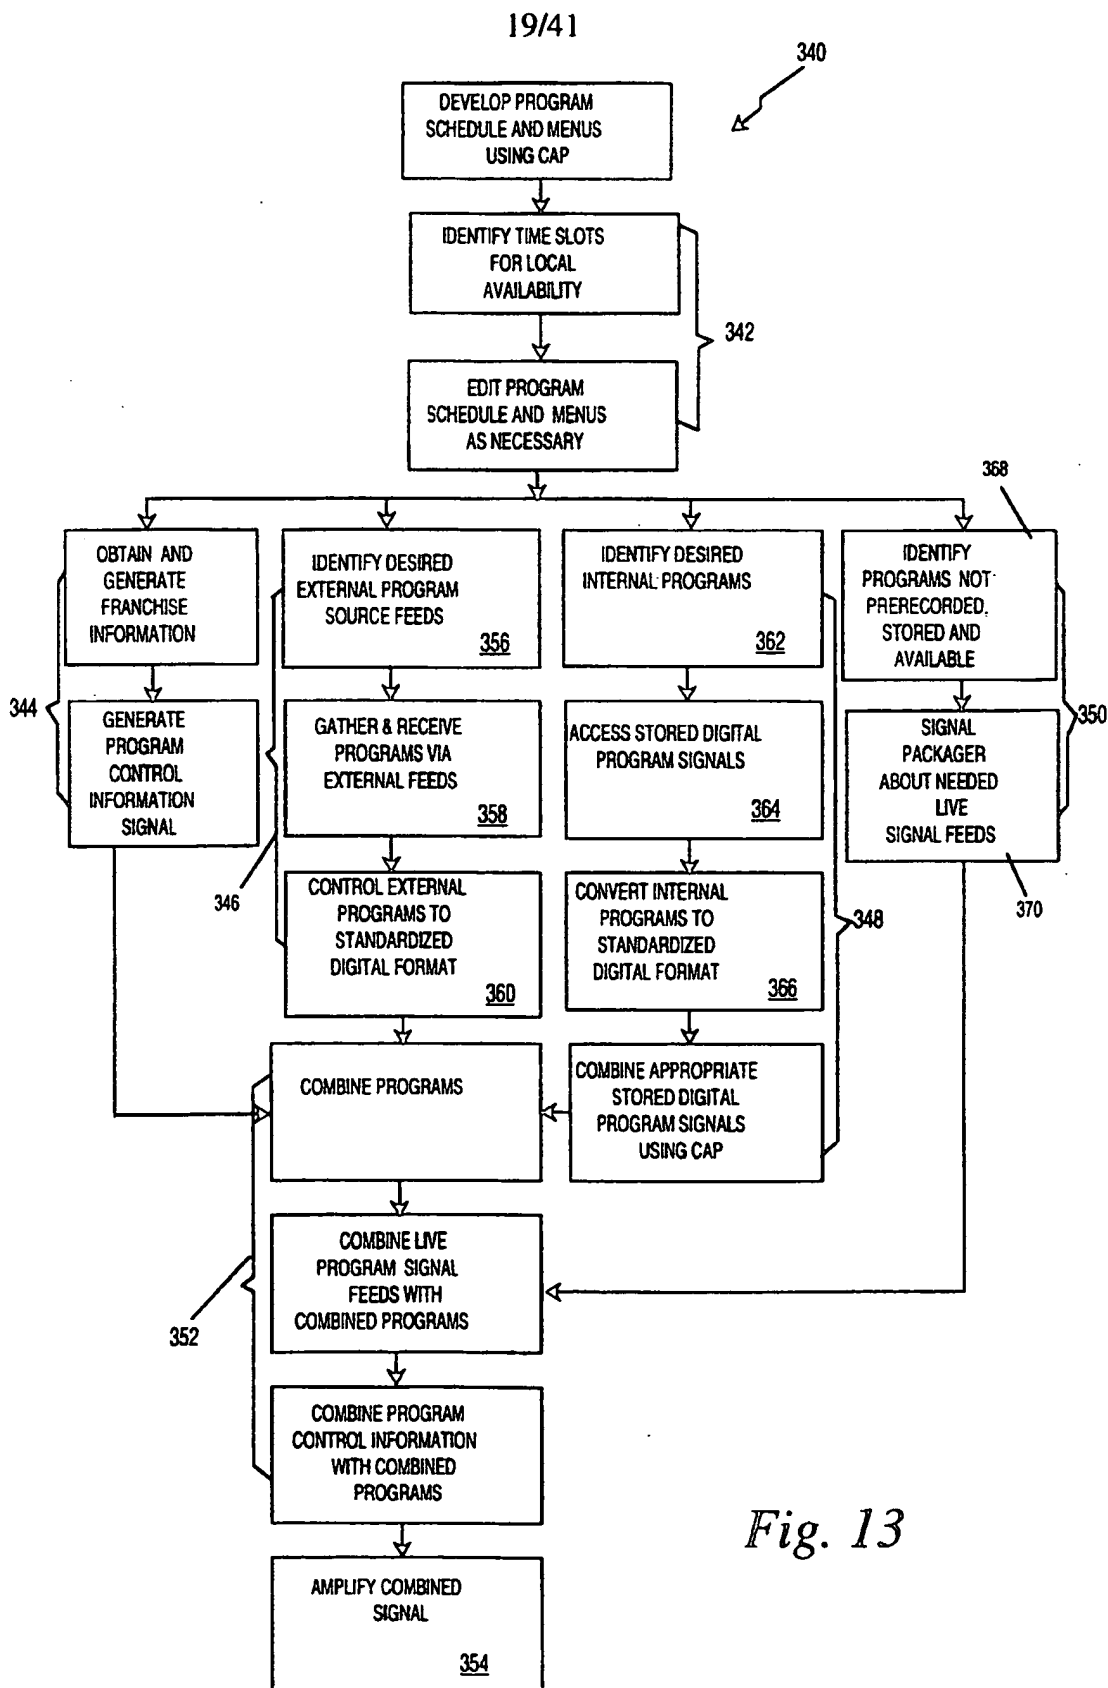 19/41
340
DEVELOP PROGRAM
SCHEDULE AND MENUS
USING CAP
IDENTIFY TIME SLOTS
FOR LOCAL
AVAILABILITY
342
EDIT PROGRAM
SCHEDULE AND MENUS
AS NECESSARY
368
OBTAIN AND
GENERATE
FRANCHISE
INFORMATION
IDENTIFY DESIRED
EXTERNAL PROGRAM
SOURCE FEEDS
356
IDENTIFY DESIRED
INTERNAL PROGRAMS
362
IDENTIFY
PROGRAMS NOT
PRERECORDED,
STORED AND
AVAILABLE
344
350
GENERATE
PROGRAM
CONTROL
INFORMATION
SIGNAL
GATHER & RECEIVE
PROGRAMS VIA
EXTERNAL FEEDS
358
ACCESS STORED DIGITAL
PROGRAM SIGNALS
364
SIGNAL
PACKAGER
ABOUT NEEDED
LIVE
SIGNAL FEEDS
346
370
CONTROL EXTERNAL
PROGRAMS TO
STANDARDIZED
DIGITAL FORMAT
360
CONVERT INTERNAL
PROGRAMS TO
STANDARDIZED
DIGITAL FORMAT
366
348
COMBINE PROGRAMS
COMBINE APPROPRIATE
STORED DIGITAL
PROGRAM SIGNALS
USING CAP
COMBINE LIVE
PROGRAM SIGNAL
FEEDS WITH
COMBINED PROGRAMS
352
COMBINE PROGRAM
CONTROL INFORMATION
WITH COMBINED
PROGRAMS
AMPLIFY COMBINED
SIGNAL
354
Fig. 13